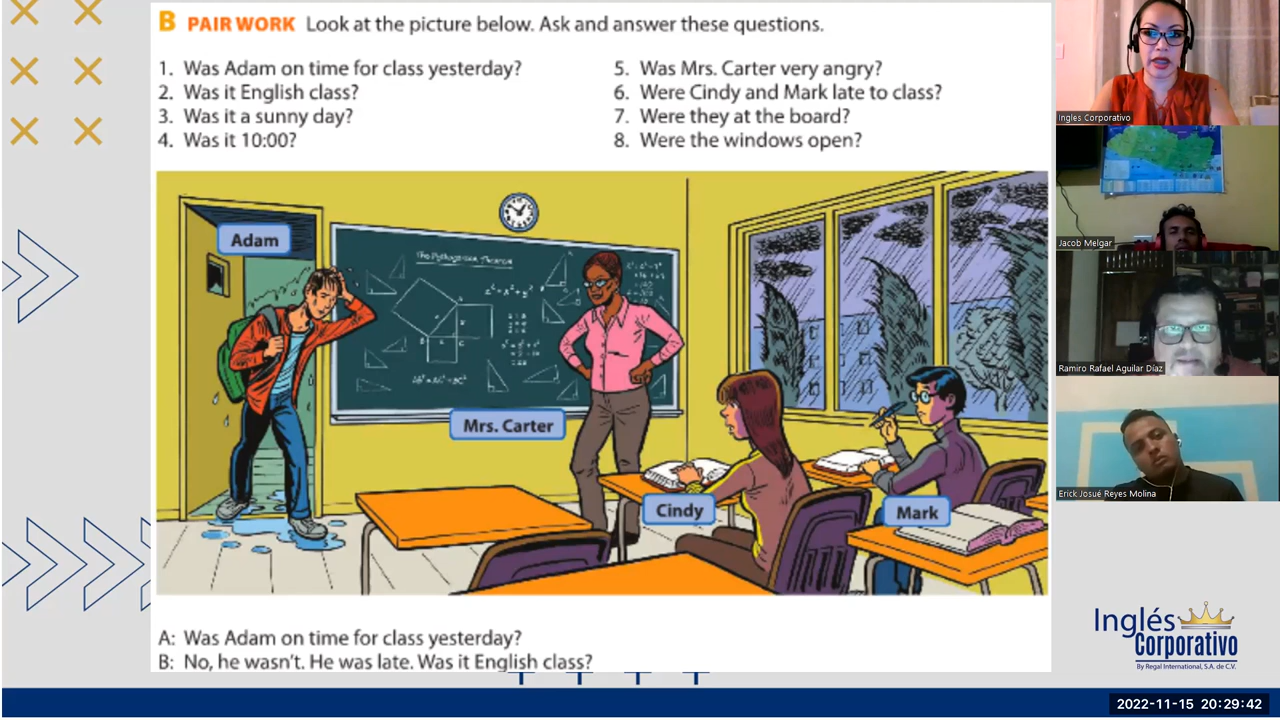 B PAIR WORK Look at the picture below. Ask and answer these questions.
1. Was Adam on time for class yesterday?
2. Was it English class?
3. Was it a sunny day?
4. Was it 10:00?
5. Was Mrs. Carter very angry?
6. Were Cindy and Mark late to class?
7. Were they at the board?
8. Were the windows open?
Adam
The Pythagorean Theorem
Mrs. Carter
Cindy
Mark
A: Was Adam on time for class yesterday?
B: No, he wasn't. He was late. Was it English class?
Ingles Corporativo
Jacob Melgar
Ramiro Rafael Aguilar Díaz
Erick Josué Reyes Molina
Inglés
Corporativo
By Regal International, S.A. de C.V.
2022-11-15 20:29:42